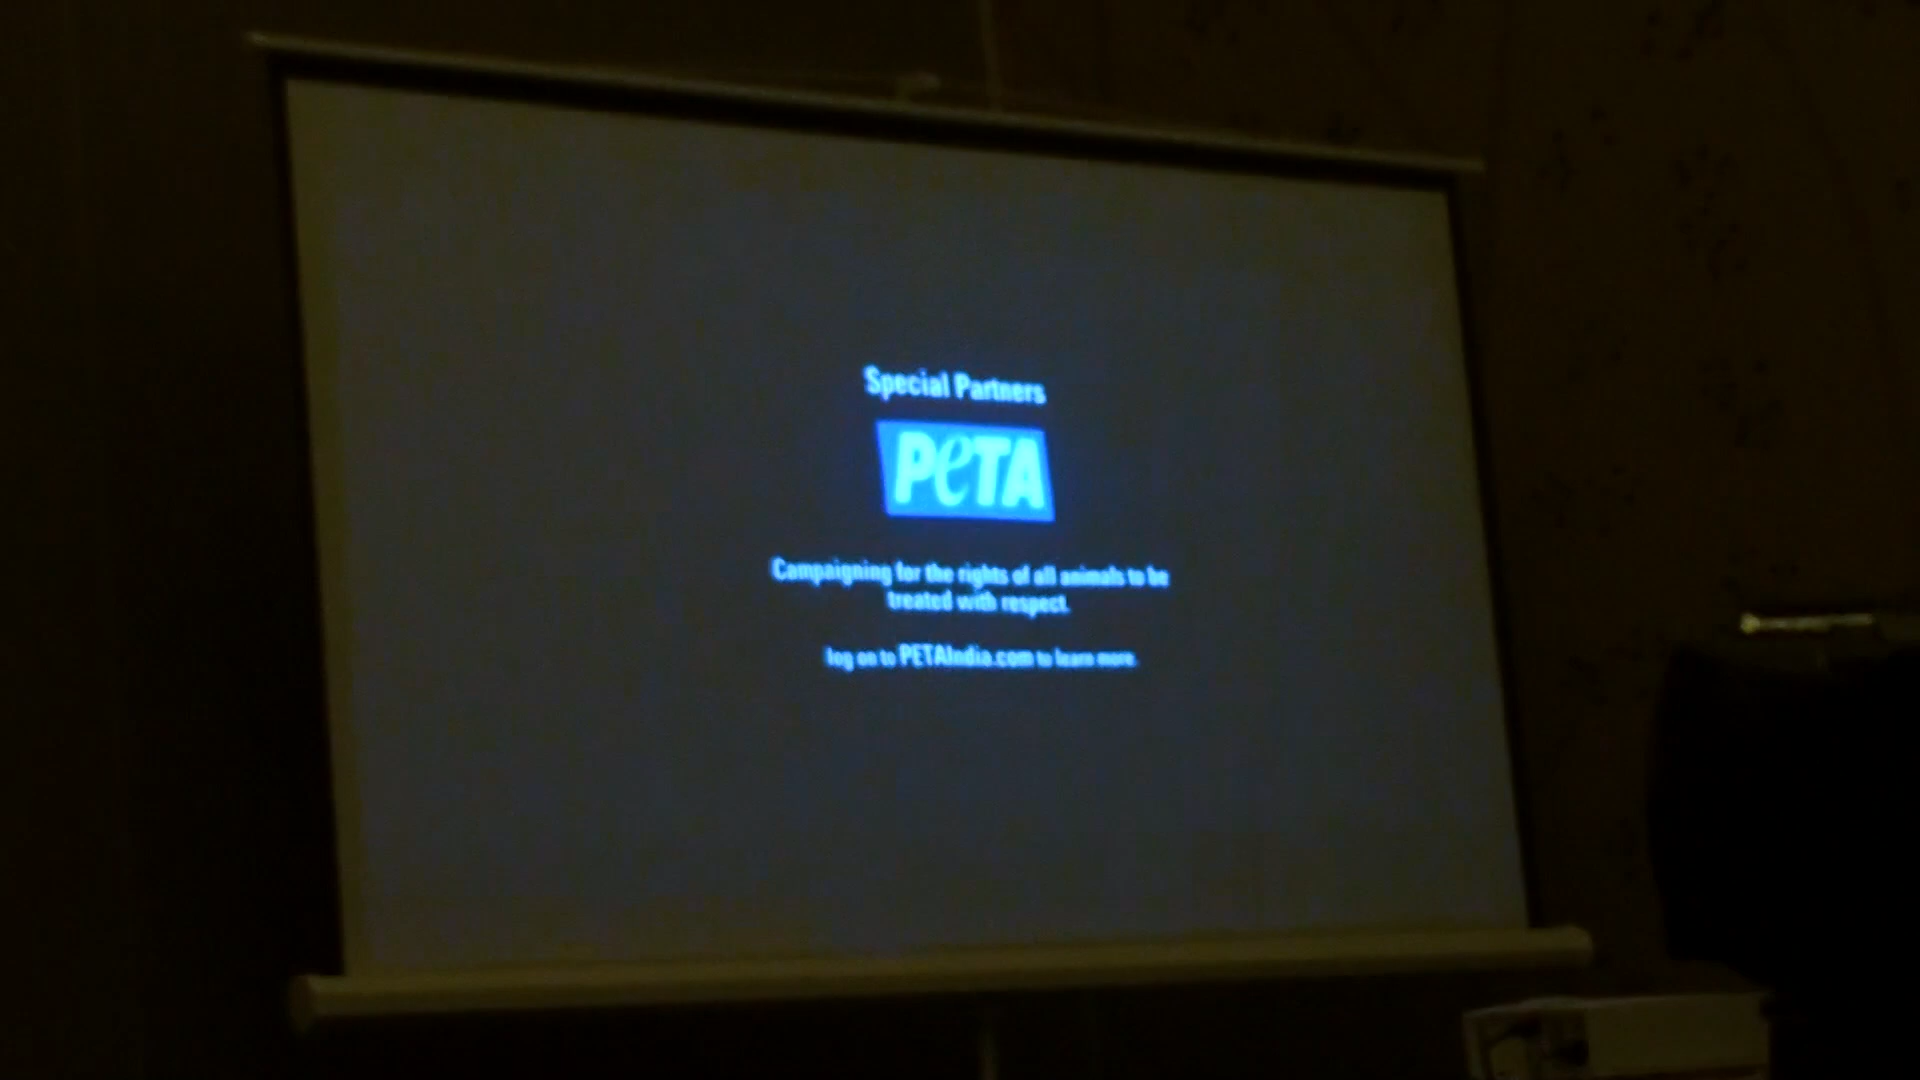 Special Partners
PeTA
Campaigning for the rights of all animals to be
treated with respect.
log on to PETAIndia.com to learn more.